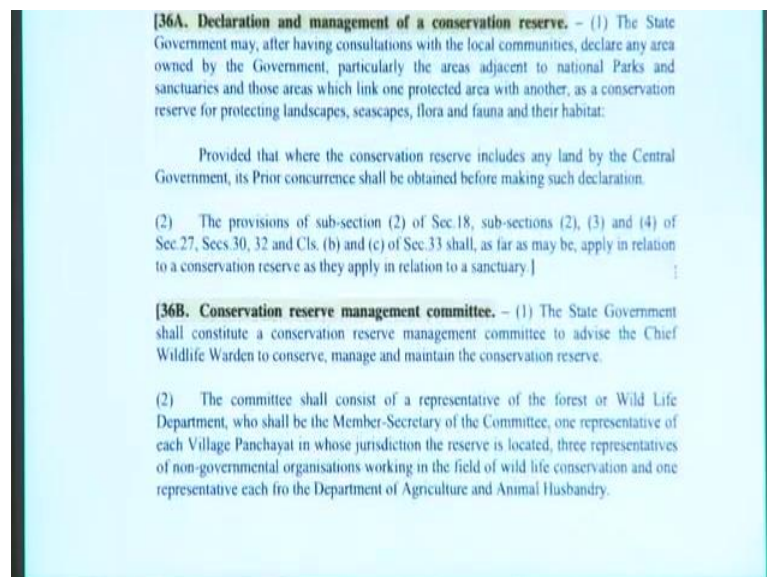 [36A. Declaration and management of a conservation reserve. – (1) The State
Government may, after having consultations with the local communities, declare any area
owned by the Government, particularly the areas adjacent to national Parks and
sanctuaries and those areas which link one protected area with another, as a conservation
reserve for protecting landscapes, seascapes, flora and fauna and their habitat:
Provided that where the conservation reserve includes any land by the Central
Government, its Prior concurrence shall be obtained before making such declaration.
(2) The provisions of sub-section (2) of Sec.18, sub-sections (2), (3) and (4) of
Sec.27, Secs.30, 32 and Cls. (b) and (c) of Sec.33 shall, as far as may be, apply in relation
to a conservation reserve as they apply in relation to a sanctuary.]
[36B. Conservation reserve management committee. – (1) The State Government
shall constitute a conservation reserve management committee to advise the Chief
Wildlife Warden to conserve, manage and maintain the conservation reserve.
(2) The committee shall consist of a representative of the forest or Wild Life
Department, who shall be the Member-Secretary of the Committee, one representative of
each Village Panchayat in whose jurisdiction the reserve is located, three representatives
of non-governmental organisations working in the field of wild life conservation and one
representative each fro the Department of Agriculture and Animal Husbandry.